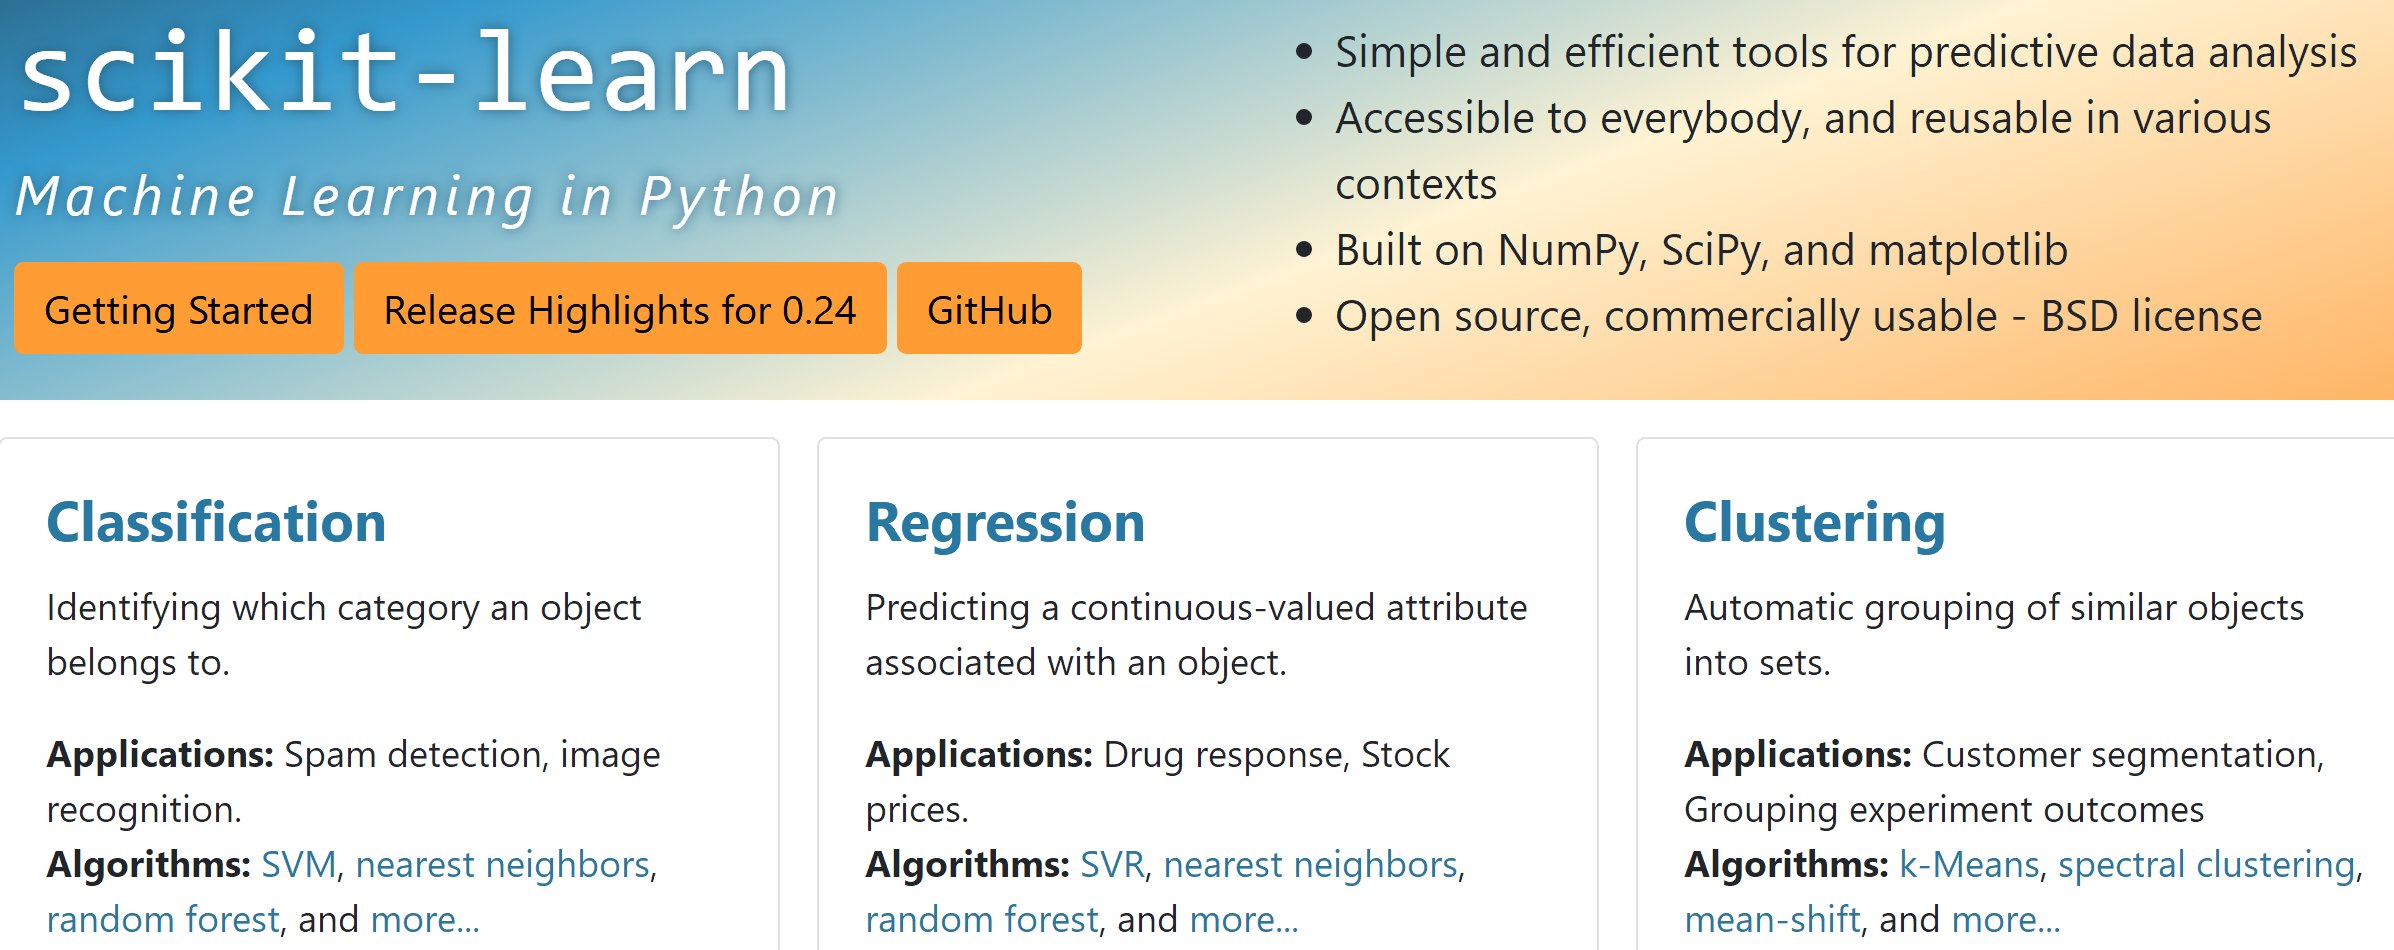 scikit-learn
Machine Learning in Python
Getting Started
Release Highlights for 0.24
GitHub
• Simple and efficient tools for predictive data analysis
• Accessible to everybody, and reusable in various
contexts
• Built on NumPy, SciPy, and matplotlib
• Open source, commercially usable - BSD license
Classification
Identifying which category an object
belongs to.
Applications: Spam detection, image
recognition.
Algorithms: SVM, nearest neighbors,
random forest, and more...
Regression
Predicting a continuous-valued attribute
associated with an object.
Applications: Drug response, Stock
prices.
Algorithms: SVR, nearest neighbors,
random forest, and more...
Clustering
Automatic grouping of similar objects
into sets.
Applications: Customer segmentation,
Grouping experiment outcomes
Algorithms: k-Means, spectral clustering,
mean-shift, and more...